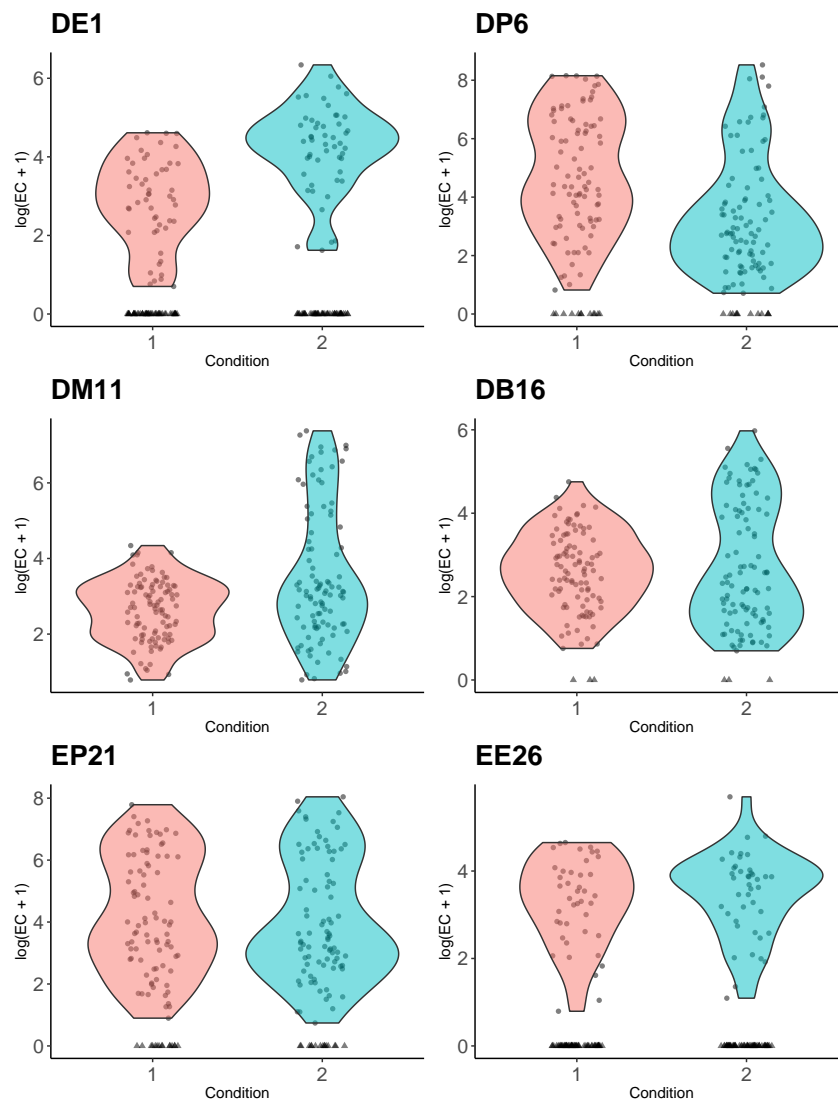 DE1
DP6
log(EC + 1)
6
4
2
0
1
2
Condition
log(EC + 1)
8
6
4
2
0
1
2
Condition
DM11
DB16
log(EC + 1)
6
4
2
1
2
Condition
log(EC + 1)
6
4
2
0
1
2
Condition
EP21
EE26
log(EC + 1)
8
6
4
2
0
1
2
Condition
log(EC + 1)
4
2
0
1
2
Condition